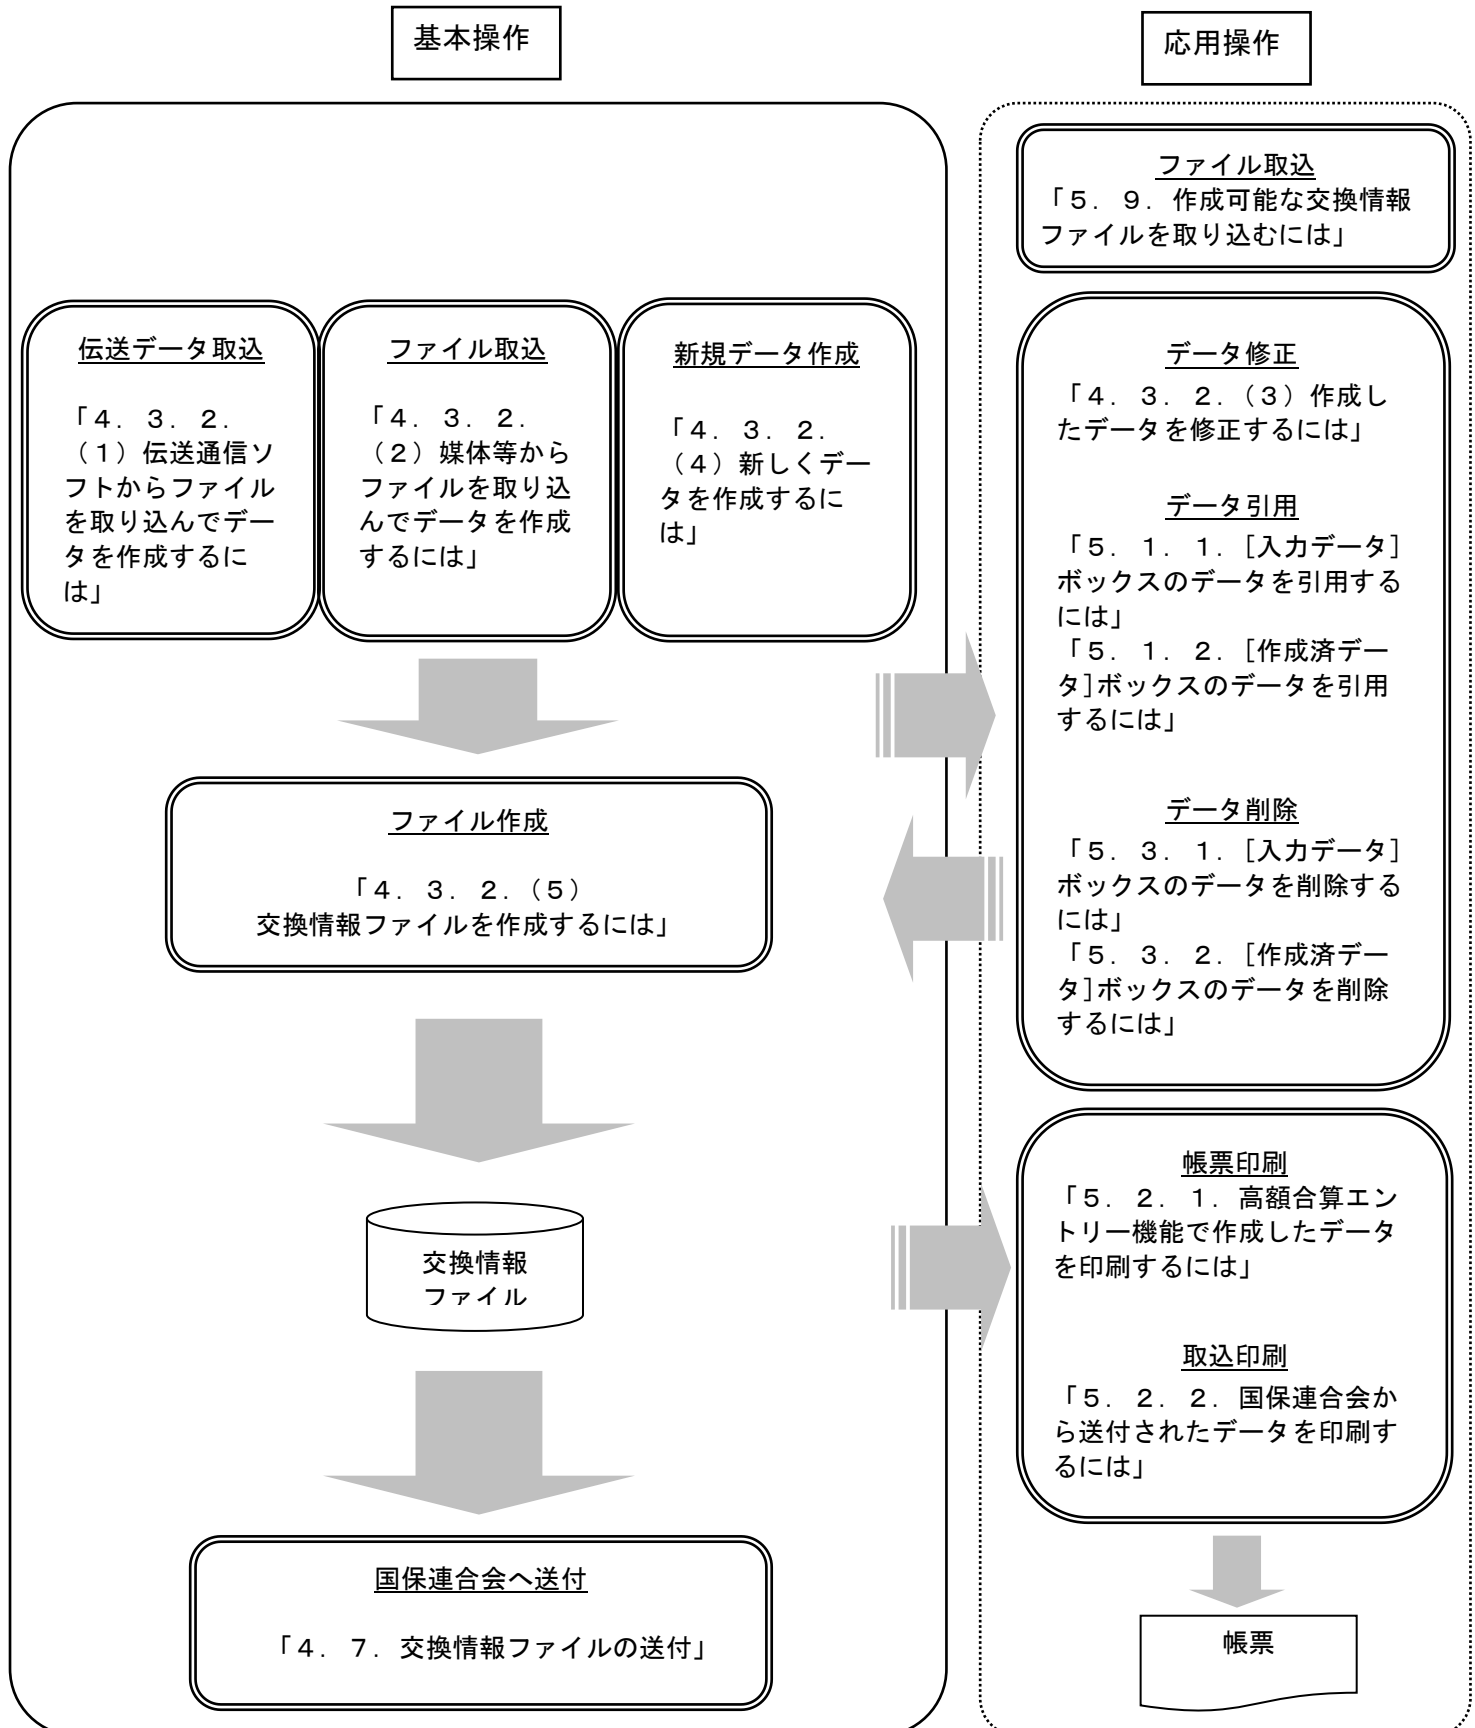 基本操作
応用操作
伝送データ取込
「４．３．２．
（１）伝送通信ソ
フトからファイル
を取り込んでデー
タを作成するに
は」
ファイル取込
「４．３．２．
（２）媒体等から
ファイルを取り込
んでデータを作成
するには」
新規データ作成
「４．３．２．
（４）新しくデー
タを作成するに
は」
ファイル作成
「４．３．２．（５）
交換情報ファイルを作成するには」
交換情報
ファイル
国保連合会へ送付
「４．７．交換情報ファイルの送付」
ファイル取込
「５．９．作成可能な交換情報
ファイルを取り込むには」
データ修正
「４．３．２．（３）作成し
たデータを修正するには」
データ引用
「５．１．１．［入力データ］
ボックスのデータを引用する
には」
「５．１．２．［作成済デー
タ］ボックスのデータを引用
するには」
データ削除
「５．３．１．［入力データ］
ボックスのデータを削除する
には」
「５．３．２．［作成済デー
タ］ボックスのデータを削除
するには」
帳票印刷
「５．２．１．高額合算エン
トリー機能で作成したデータ
を印刷するには」
取込印刷
「５．２．２．国保連合会か
ら送付されたデータを印刷す
るには」
帳票